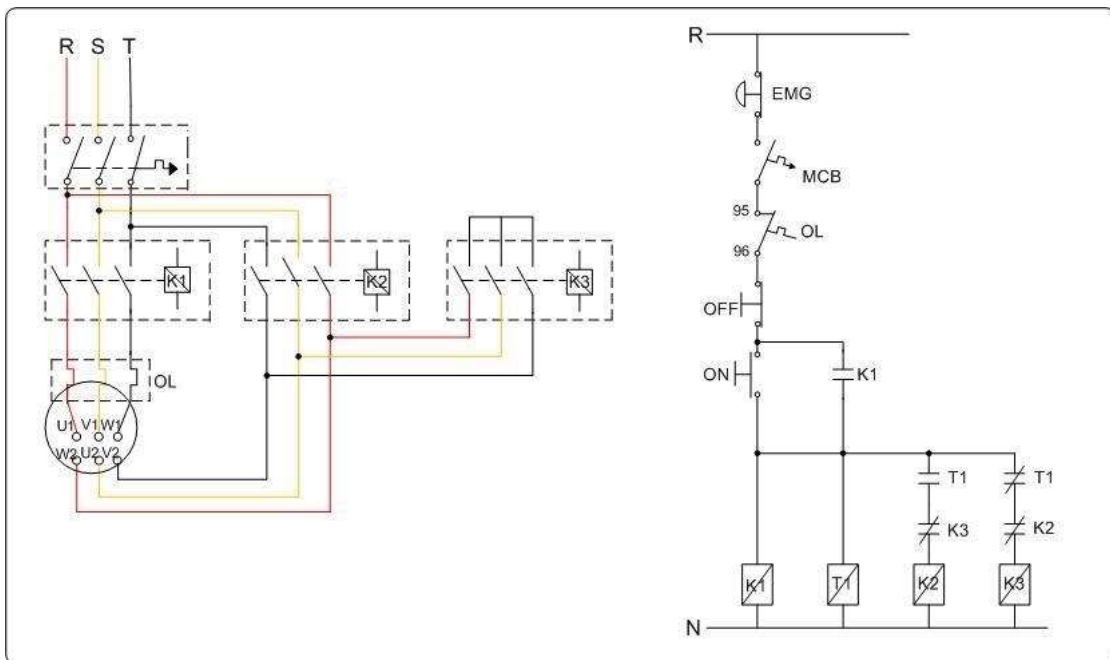 R S T
K1
K2
K3
OL
U1 V1 W1
W2 U2 V2
R
EMG
MCB
95
OL
96
OFF
ON
K1
T1
T1
K3
K2
K1
T1
K2
K3
N